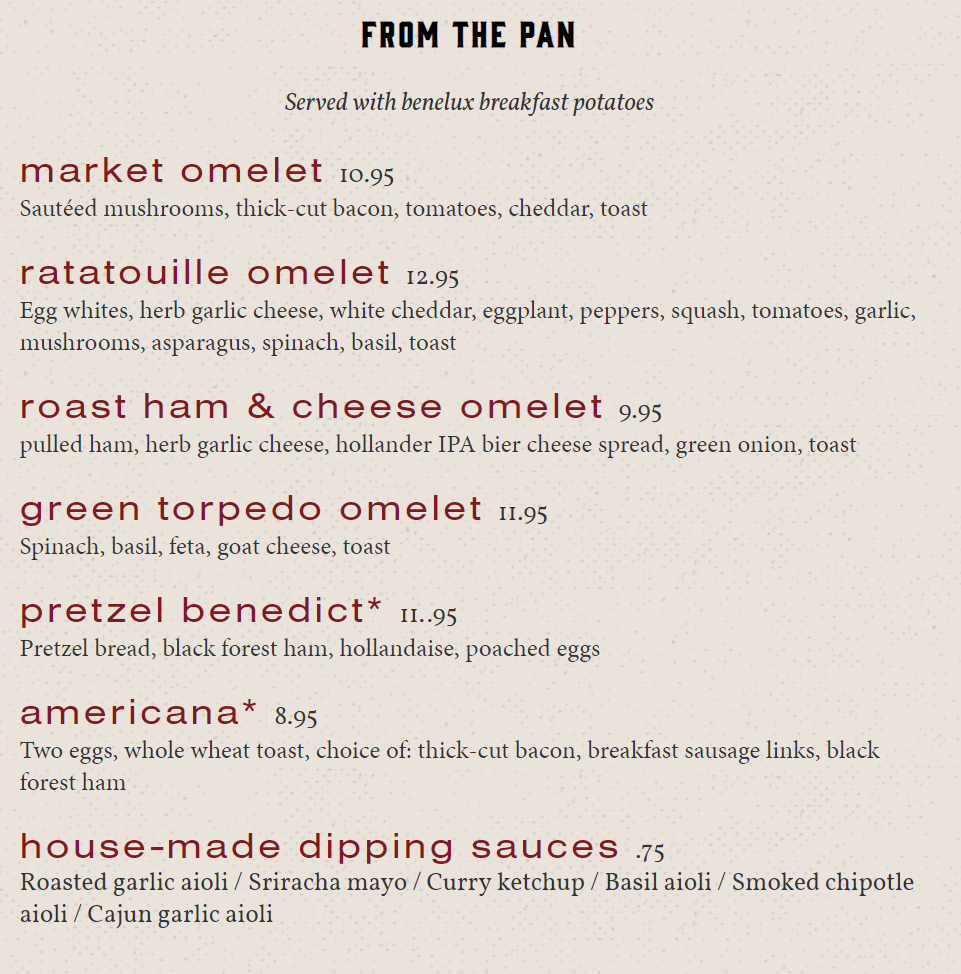 FROM THE PAN
Served with benelux breakfast potatoes
market omelet 10.95
Sautéed mushrooms, thick-cut bacon, tomatoes, cheddar, toast
ratatouille omelet 12.95
Egg whites, herb garlic cheese, white cheddar, eggplant, peppers, squash, tomatoes, garlic,
mushrooms, asparagus, spinach, basil, toast
roast ham & cheese omelet 9.95
pulled ham, herb garlic cheese, hollander IPA bier cheese spread, green onion, toast
green torpedo omelet 11.95
Spinach, basil, feta, goat cheese, toast
pretzel benedict* 11..95
Pretzel bread, black forest ham, hollandaise, poached eggs
americana* 8.95
Two eggs, whole wheat toast, choice of: thick-cut bacon, breakfast sausage links, black
forest ham
house-made dipping sauces .75
Roasted garlic aioli / Sriracha mayo / Curry ketchup / Basil aioli / Smoked chipotle
aioli / Cajun garlic aioli